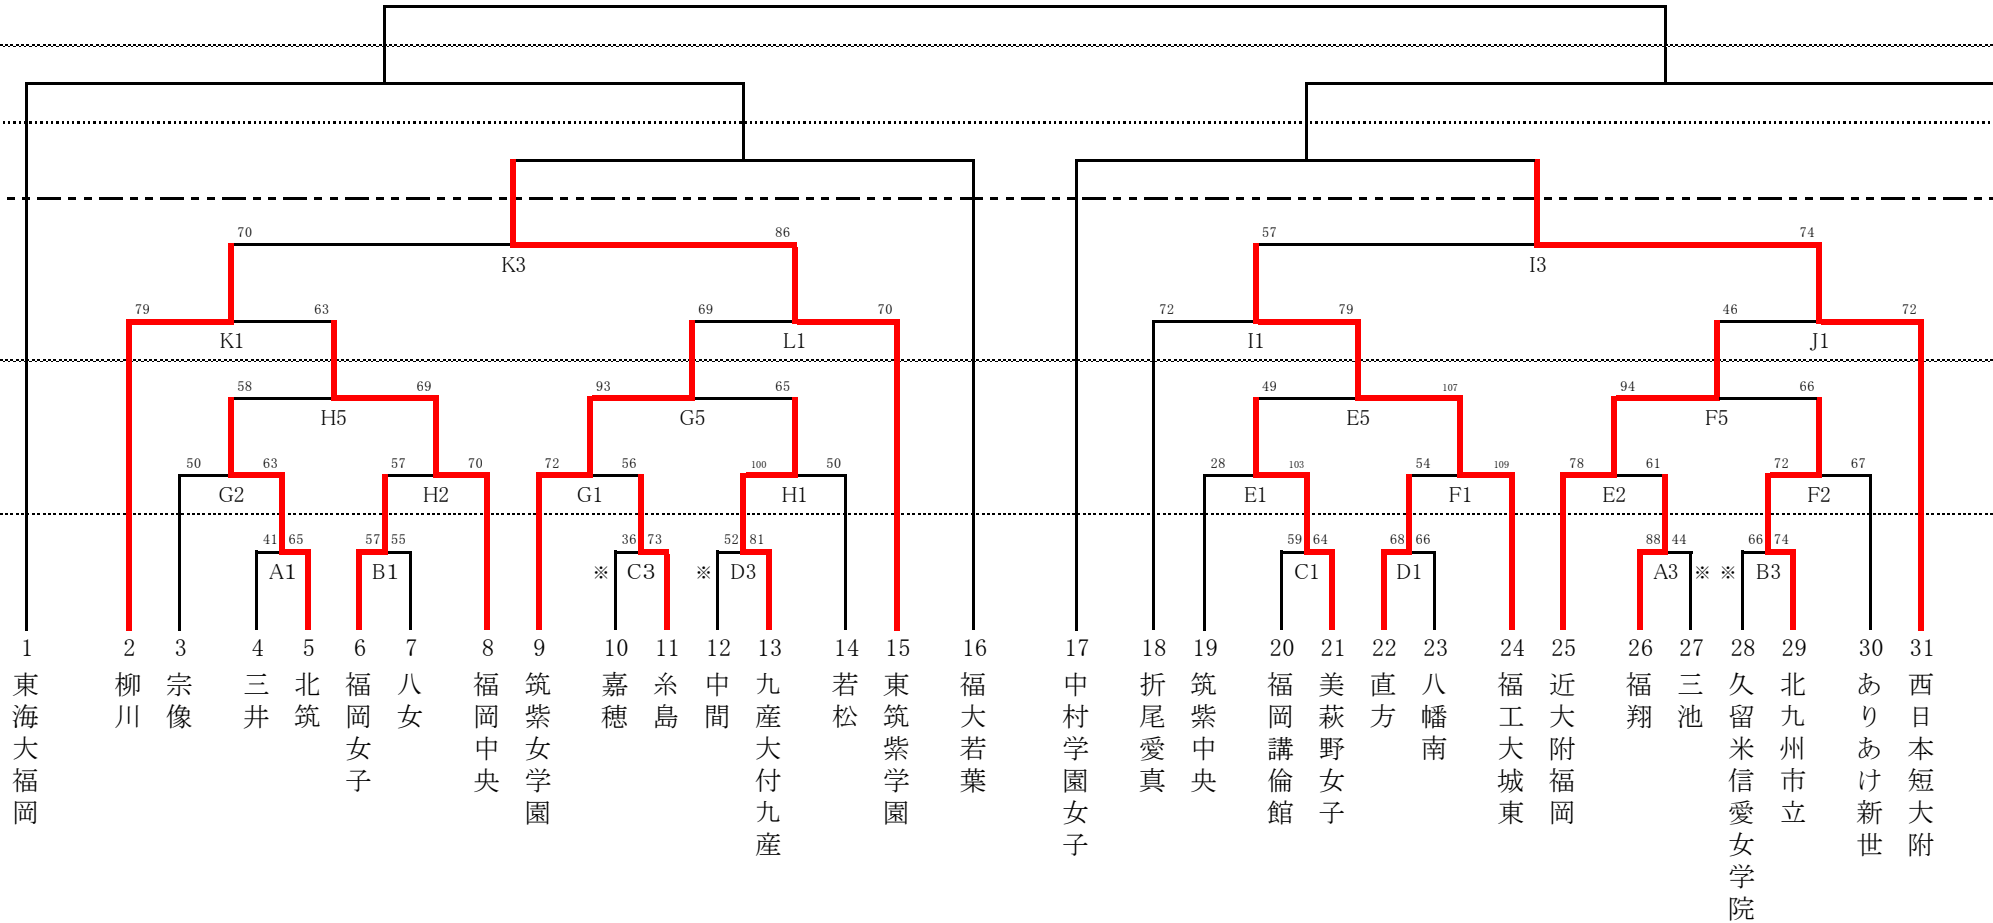 70 86 57 74
K3 I3
79 63 69 70 72 79 46 72
K1 L1 I1 J1
58 69 93 65 49 107 94 66
H5 G5 E5 F5
50 63 57 70 72 56 100 50 28 103 54 109 78 61 72 67
G2 H2 G1 H1 E1 F1 E2 F2
41 65 57 55 36 73 52 81 59 64 68 66 88 44 66 74
A1 B1 ※ C3 ※ D3 C1 D1 A3 ※ ※ B3
1 2 3 4 5 6 7 8 9 10 11 12 13 14 15 16 17 18 19 20 21 22 23 24 25 26 27 28 29 30 31
東海大福岡
柳川
宗像
三井
北筑
福岡女子
八女
福岡中央
筑紫女学園
嘉穂
糸島
中間
九産大付九産
若松
東筑紫学園
福大若葉
中村学園女子
折尾愛真
筑紫中央
福岡講倫館
美萩野女子
直方
八幡南
福工大城東
近大附福岡
福翔
三池
久留米信愛女学院
北九州市立
ありあけ新世
西日本短大附